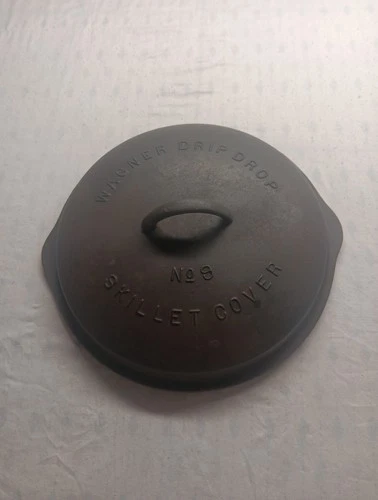 WAGNER DRIP DROP
No 8
SKILLET COVER